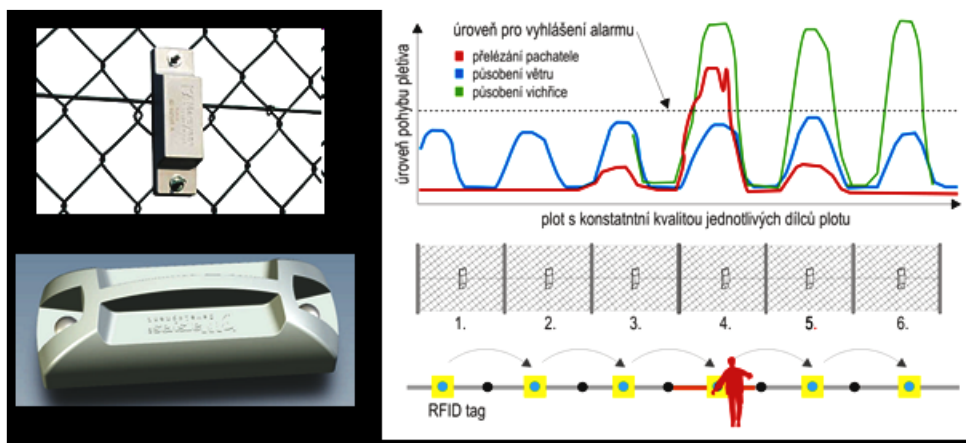 úroveň pro vyhlášení alarmu
přelézání pachatele
působení větru
působení vichřice
úroveň pohybu pletiva
plot s konstatntní kvalitou jednotlivých dílců plotu
1. 2. 3. 4. 5. 6.
RFID tag